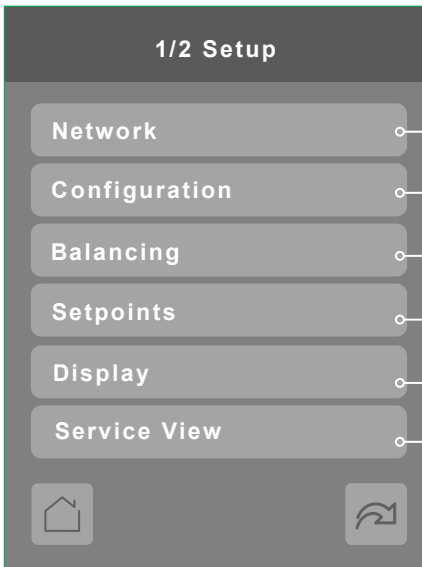 1/2 Setup
Network
Configuration
Balancing
Setpoints
Display
Service View